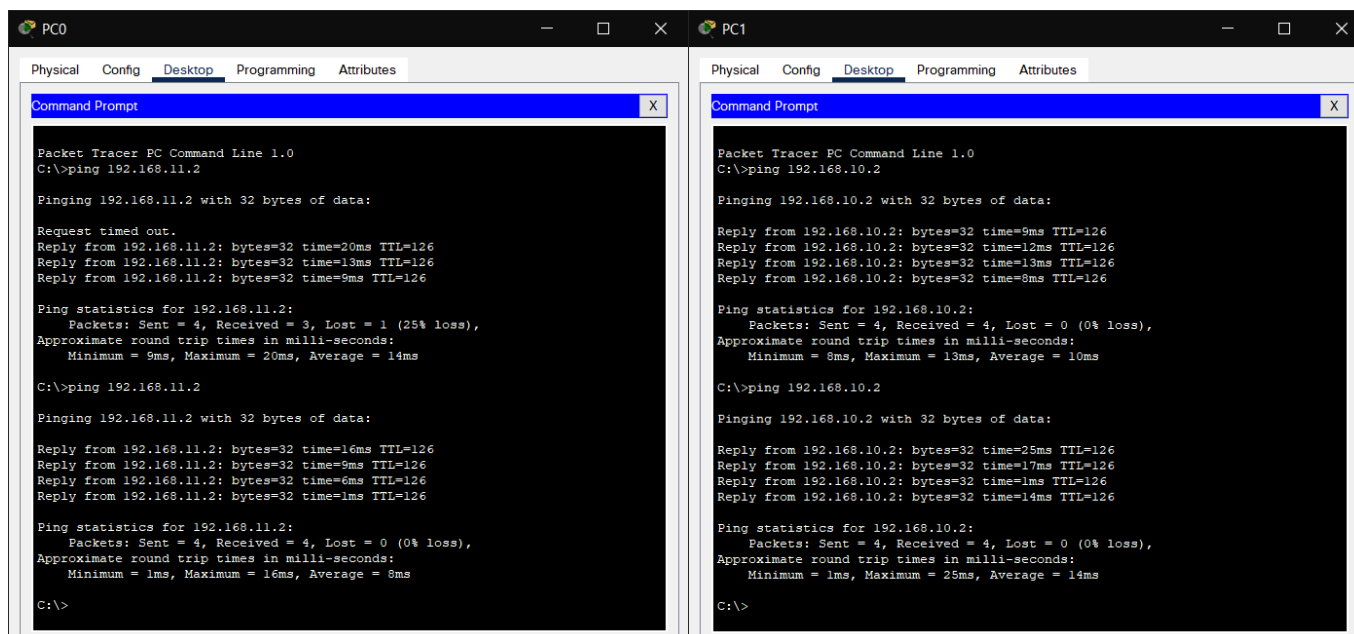 PC0
Physical Config Desktop Programming Attributes
Command Prompt
X
Packet Tracer PC Command Line 1.0
C:\>ping 192.168.11.2
Pinging 192.168.11.2 with 32 bytes of data:
Request timed out.
Reply from 192.168.11.2: bytes=32 time=20ms TTL=126
Reply from 192.168.11.2: bytes=32 time=13ms TTL=126
Reply from 192.168.11.2: bytes=32 time=9ms TTL=126
Ping statistics for 192.168.11.2:
Packets: Sent = 4, Received = 3, Lost = 1 (25% loss),
Approximate round trip times in milli-seconds:
Minimum = 9ms, Maximum = 20ms, Average = 14ms
C:\>ping 192.168.11.2
Pinging 192.168.11.2 with 32 bytes of data:
Reply from 192.168.11.2: bytes=32 time=16ms TTL=126
Reply from 192.168.11.2: bytes=32 time=9ms TTL=126
Reply from 192.168.11.2: bytes=32 time=6ms TTL=126
Reply from 192.168.11.2: bytes=32 time=1ms TTL=126
Ping statistics for 192.168.11.2:
Packets: Sent = 4, Received = 4, Lost = 0 (0% loss),
Approximate round trip times in milli-seconds:
Minimum = 1ms, Maximum = 16ms, Average = 8ms
C:\>
PC1
Physical Config Desktop Programming Attributes
Command Prompt
X
Packet Tracer PC Command Line 1.0
C:\>ping 192.168.10.2
Pinging 192.168.10.2 with 32 bytes of data:
Reply from 192.168.10.2: bytes=32 time=9ms TTL=126
Reply from 192.168.10.2: bytes=32 time=12ms TTL=126
Reply from 192.168.10.2: bytes=32 time=13ms TTL=126
Reply from 192.168.10.2: bytes=32 time=8ms TTL=126
Ping statistics for 192.168.10.2:
Packets: Sent = 4, Received = 4, Lost = 0 (0% loss),
Approximate round trip times in milli-seconds:
Minimum = 8ms, Maximum = 13ms, Average = 10ms
C:\>ping 192.168.10.2
Pinging 192.168.10.2 with 32 bytes of data:
Reply from 192.168.10.2: bytes=32 time=25ms TTL=126
Reply from 192.168.10.2: bytes=32 time=17ms TTL=126
Reply from 192.168.10.2: bytes=32 time=1ms TTL=126
Reply from 192.168.10.2: bytes=32 time=14ms TTL=126
Ping statistics for 192.168.10.2:
Packets: Sent = 4, Received = 4, Lost = 0 (0% loss),
Approximate round trip times in milli-seconds:
Minimum = 1ms, Maximum = 25ms, Average = 14ms
C:\>